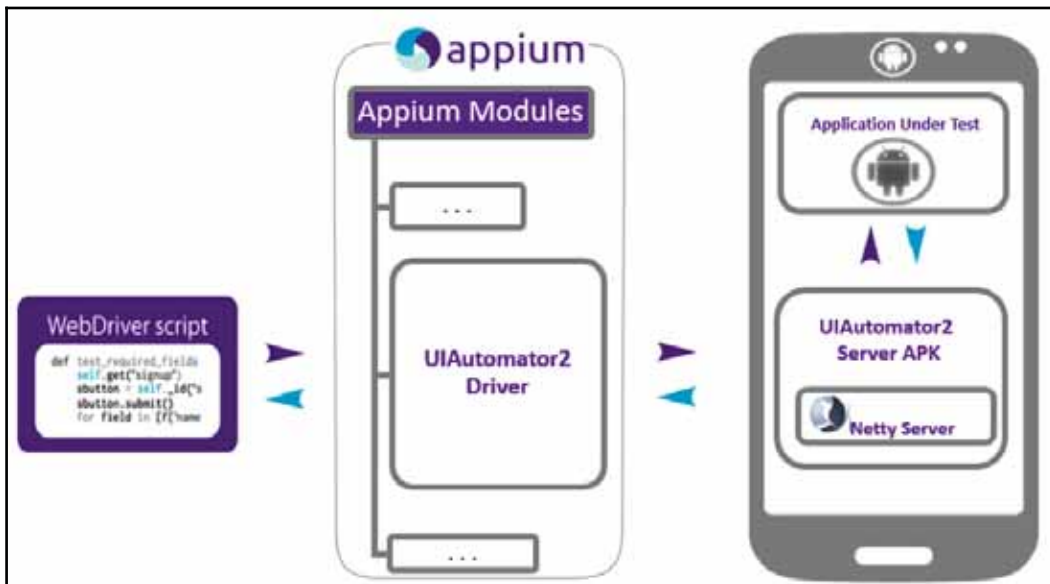 appium
Appium Modules
...
WebDriver script
def test_required_fields
self.get("signup")
sbutton = self._id("s
sbutton.submit()
for field in [f["name
UIAutomator2
Driver
...
Application Under Test
UIAutomator2
Server APK
Netty Server